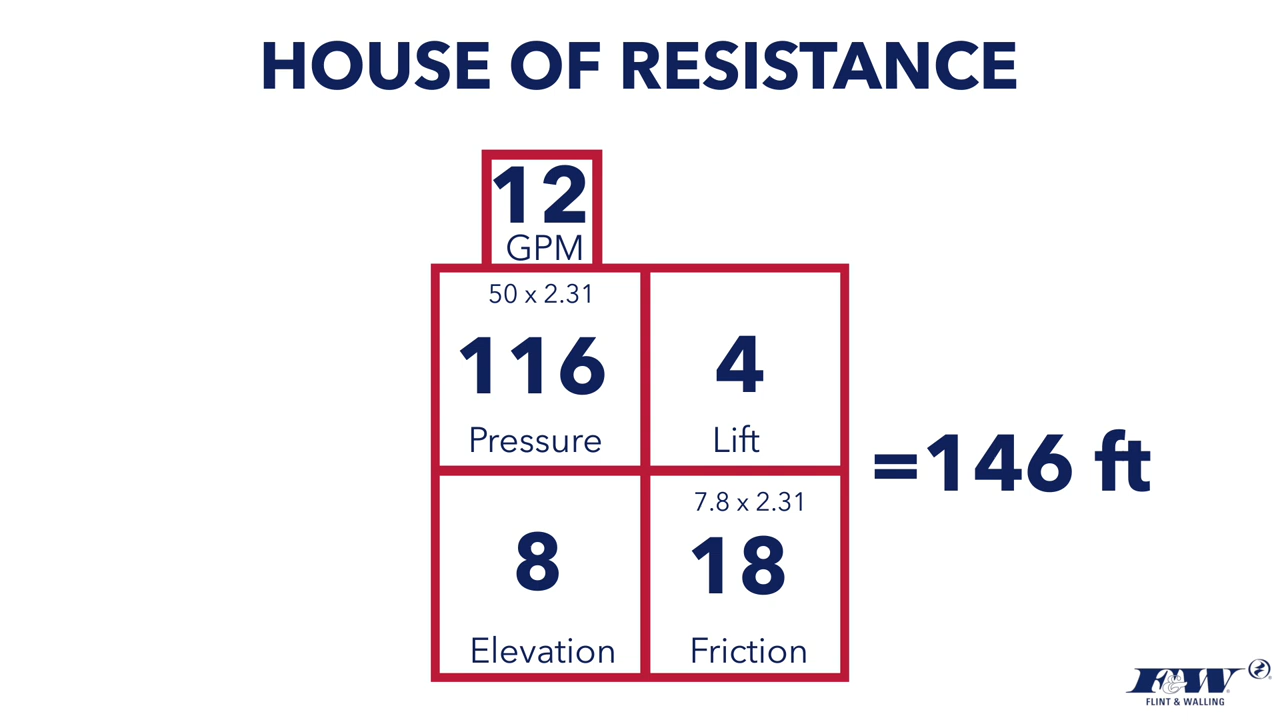 HOUSE OF RESISTANCE
12
GPM
50 x 2.31
116
Pressure
4
Lift
8
Elevation
7.8 x 2.31
18
Friction
=146 ft
F&W
FLINT & WALLING